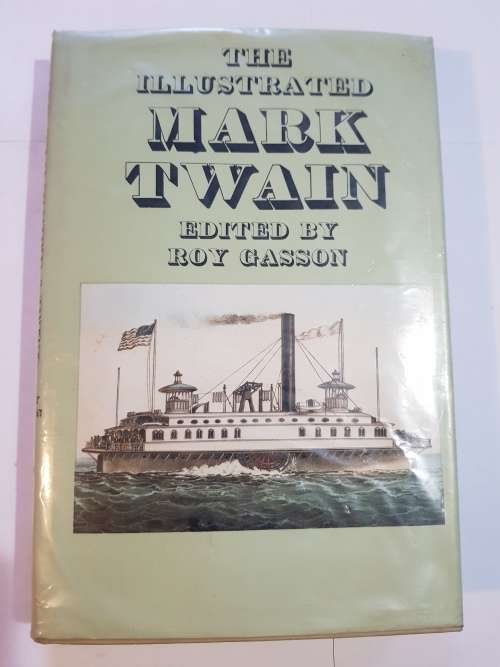 THE
ILLUSTRATED
MARK
TWAIN
EDITED BY
ROY GASSON